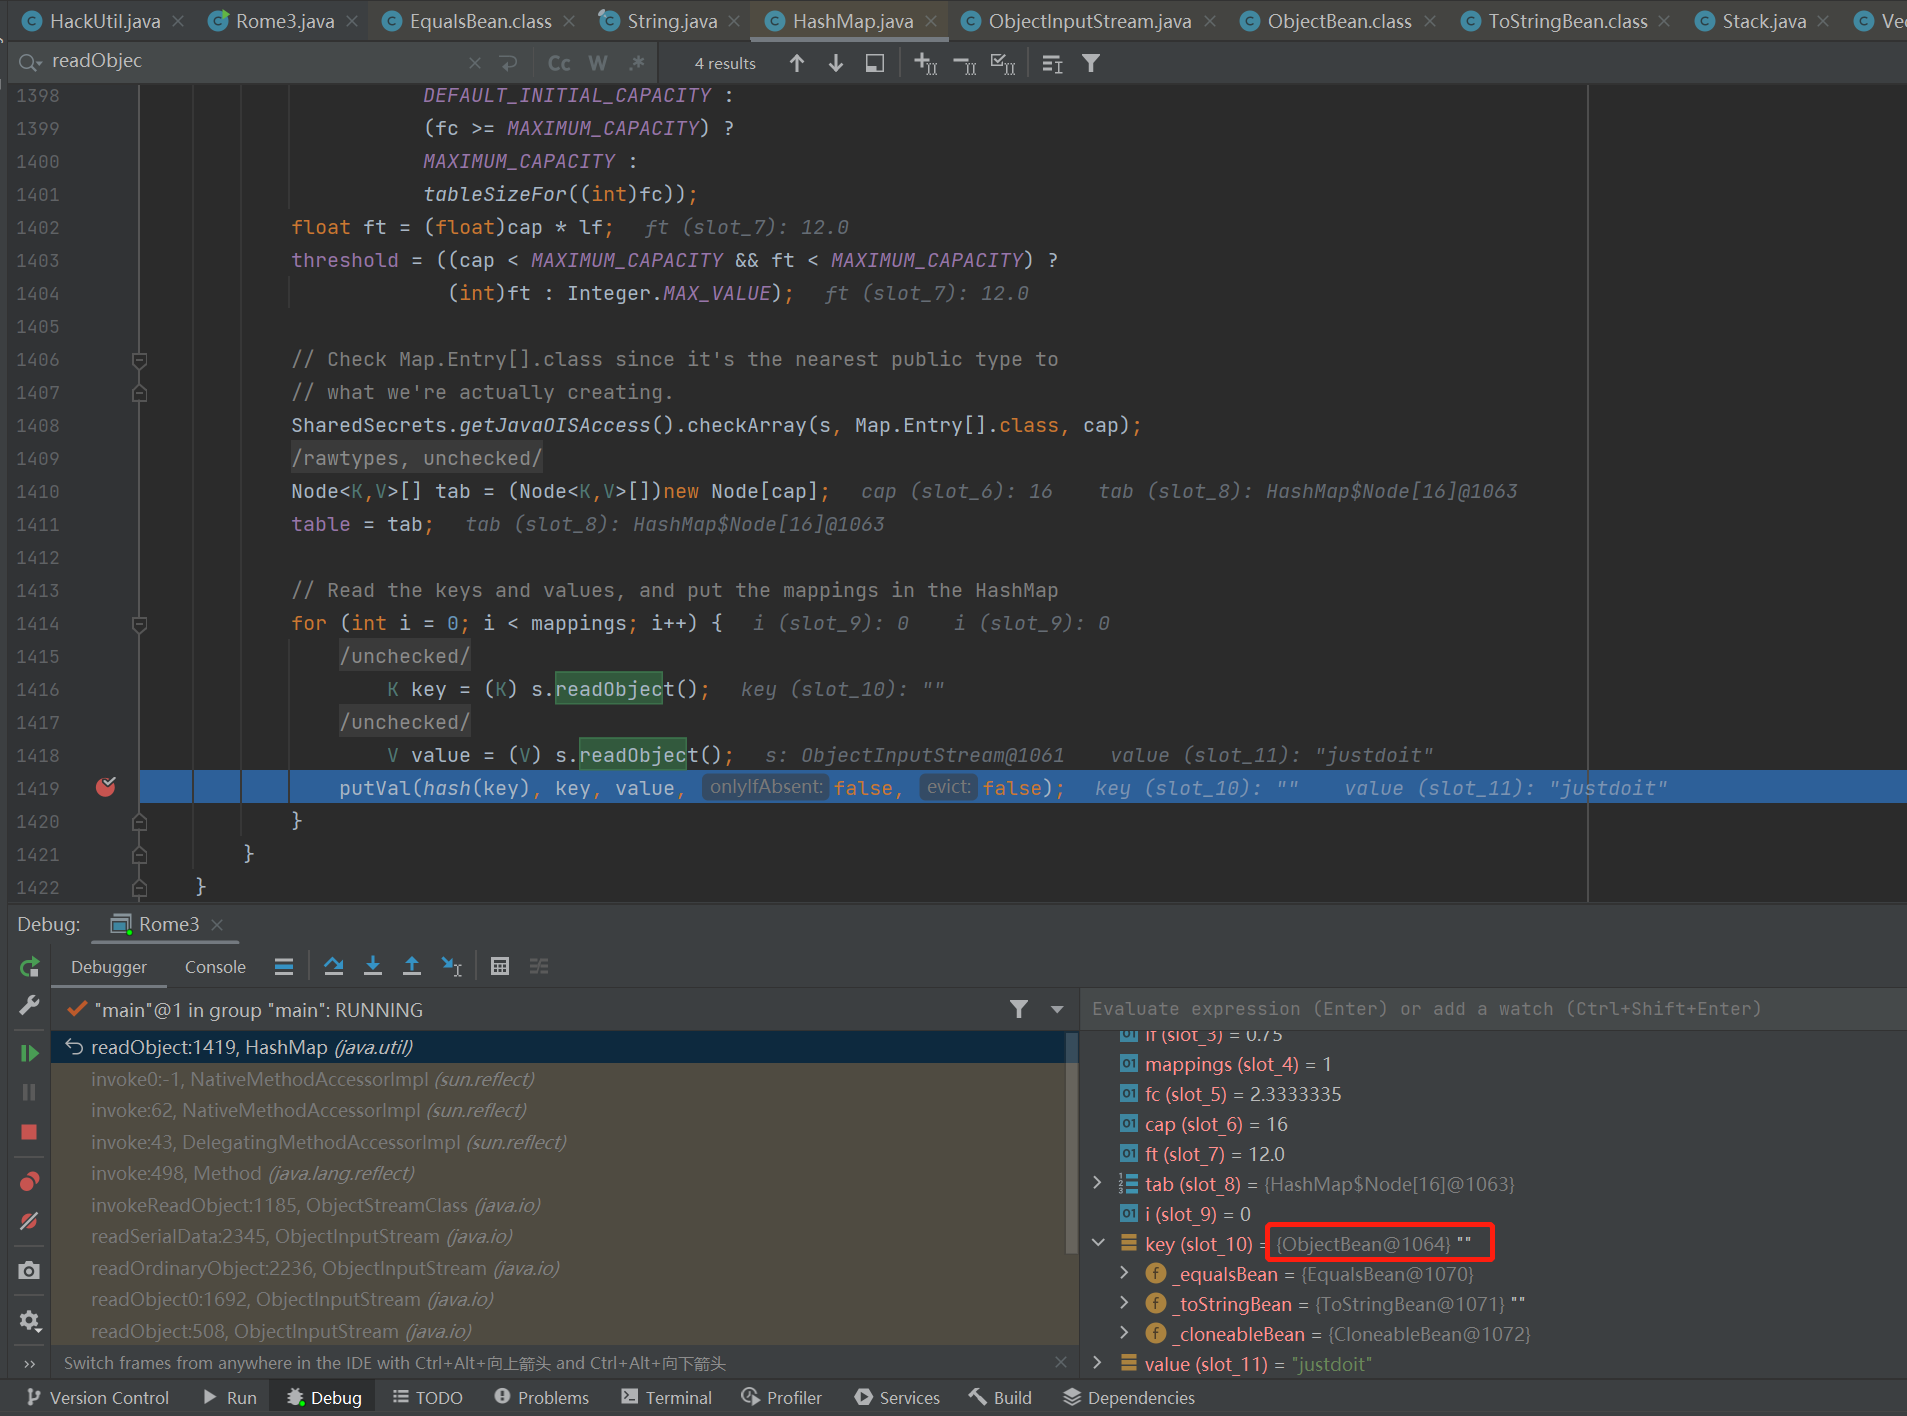 HackUtil.java Rome3.java EqualsBean.class String.java HashMap.java ObjectInputStream.java ObjectBean.class ToStringBean.class Stack.java
readObjec Cc W .* 4 results
1398 DEFAULT_INITIAL_CAPACITY :
1399 (fc >= MAXIMUM_CAPACITY) ?
1400 MAXIMUM_CAPACITY :
1401 tableSizeFor((int)fc));
1402 float ft = (float)cap * lf; ft (slot_7): 12.0
1403 threshold = ((cap < MAXIMUM_CAPACITY && ft < MAXIMUM_CAPACITY) ?
1404 (int)ft : Integer.MAX_VALUE); ft (slot_7): 12.0
1405
1406 // Check Map.Entry[].class since it's the nearest public type to
1407 // what we're actually creating.
1408 SharedSecrets.getJavaOISAccess().checkArray(s, Map.Entry[].class, cap);
1409 /rawtypes, unchecked/
1410 Node<K,V>[] tab = (Node<K,V>[])new Node[cap]; cap (slot_6): 16 tab (slot_8): HashMap$Node[16]@1063
1411 table = tab; tab (slot_8): HashMap$Node[16]@1063
1412
1413 // Read the keys and values, and put the mappings in the HashMap
1414 for (int i = 0; i < mappings; i++) { i (slot_9): 0 i (slot_9): 0
1415 /unchecked/
1416 K key = (K) s.readObject(); key (slot_10): ""
1417 /unchecked/
1418 V value = (V) s.readObject(); s: ObjectInputStream@1061 value (slot_11): "justdoit"
1419 putVal(hash(key), key, value, onlyIfAbsent: false, evict: false); key (slot_10): "" value (slot_11): "justdoit"
1420 }
1421 }
1422 }
Debug: Rome3
Debugger Console
"main"@1 in group "main": RUNNING
readObject:1419, HashMap (java.util)
invoke0:-1, NativeMethodAccessorImpl (sun.reflect)
invoke:62, NativeMethodAccessorImpl (sun.reflect)
invoke:43, DelegatingMethodAccessorImpl (sun.reflect)
invoke:498, Method (java.lang.reflect)
invokeReadObject:1185, ObjectStreamClass (java.io)
readSerialData:2345, ObjectInputStream (java.io)
readOrdinaryObject:2236, ObjectInputStream (java.io)
readObject0:1692, ObjectInputStream (java.io)
readObject:508, ObjectInputStream (java.io)
Switch frames from anywhere in the IDE with Ctrl+Alt+向上箭头 and Ctrl+Alt+向下箭头
Evaluate expression (Enter) or add a watch (Ctrl+Shift+Enter)
lf (slot_3) = 0.75
mappings (slot_4) = 1
fc (slot_5) = 2.3333335
cap (slot_6) = 16
ft (slot_7) = 12.0
tab (slot_8) = {HashMap$Node[16]@1063}
i (slot_9) = 0
key (slot_10) = {ObjectBean@1064} ""
_equalsBean = {EqualsBean@1070}
_toStringBean = {ToStringBean@1071} ""
_cloneableBean = {CloneableBean@1072}
value (slot_11) = "justdoit"
Version Control Run Debug TODO Problems Terminal Profiler Services Build Dependencies